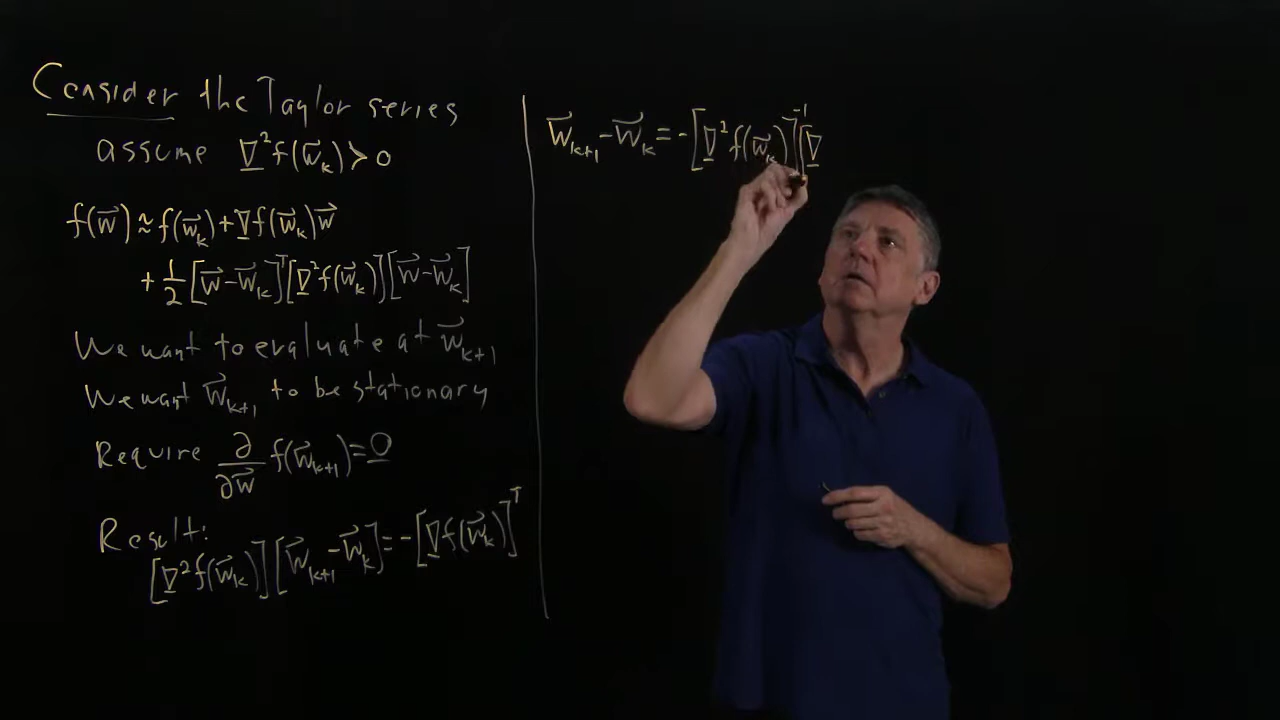 Consider the Taylor series
assume ∇²f(w⃗ₖ) > 0
f(w⃗) ≈ f(w⃗ₖ) + ∇f(w⃗ₖ)w⃗
+ 1/2 [w⃗ - w⃗ₖ]ᵀ[∇²f(w⃗ₖ)][w⃗ - w⃗ₖ]
We want to evaluate at w⃗ₖ₊₁
We want w⃗ₖ₊₁ to be stationary
Require ∂/∂w⃗ f(w⃗ₖ₊₁) = 0
Result:
[∇²f(w⃗ₖ)][w⃗ₖ₊₁ - w⃗ₖ] = -[∇f(w⃗ₖ)]ᵀ
w⃗ₖ₊₁ - w⃗ₖ = -[∇²f(w⃗ₖ)]⁻¹[∇